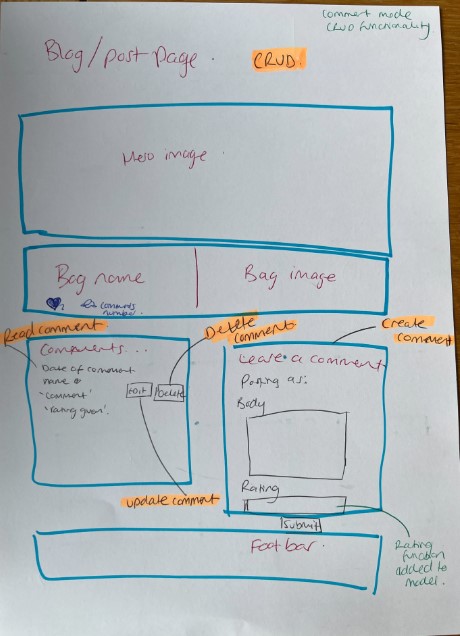 Comment mode
CRUD functionality
Blog/post page.
CRUD
Hero image
Bag name
Bag image
2
comments
number.
Read comment
Delete
comment
Create
comment
Components...
Date of comment
name of
'comment'
'rating given'.
Edit
Delete
Leave a comment
Posting as:
Body
Update comment
Rating
Submit
Foot bar.
Rating
function
added to
model.